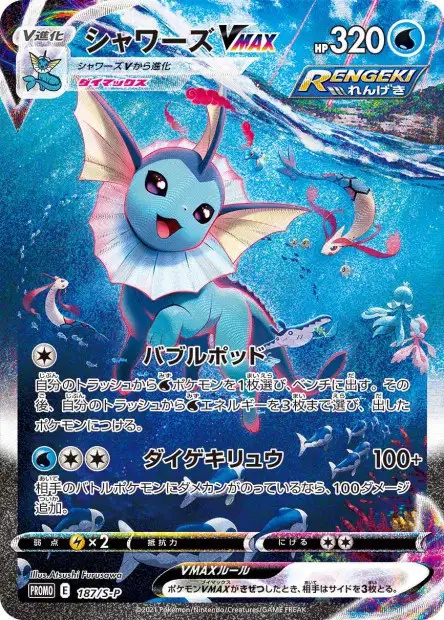 V進化
シャワーズVMAX
HP320
シャワーズVから進化
ダイマックス
RENGEKI
れんげき
バブルポッド
自分のトラッシュからポケモンを1枚選び、ベンチに出す。その
後、自分のトラッシュからエネルギーを3枚まで選び、出した
ポケモンにつける。
ダイゲキリュウ 100+
相手のバトルポケモンにダメカンがのっているなら、100ダメージ
追加。
弱点 ×2 抵抗力 にげる
VMAXルール
ポケモンVMAXがきぜつしたとき、相手はサイドを3枚とる。
Illus.Atsushi Furusawa
PROMO E 187/S-P
©2021 Pokémon/Nintendo/Creatures/GAME FREAK